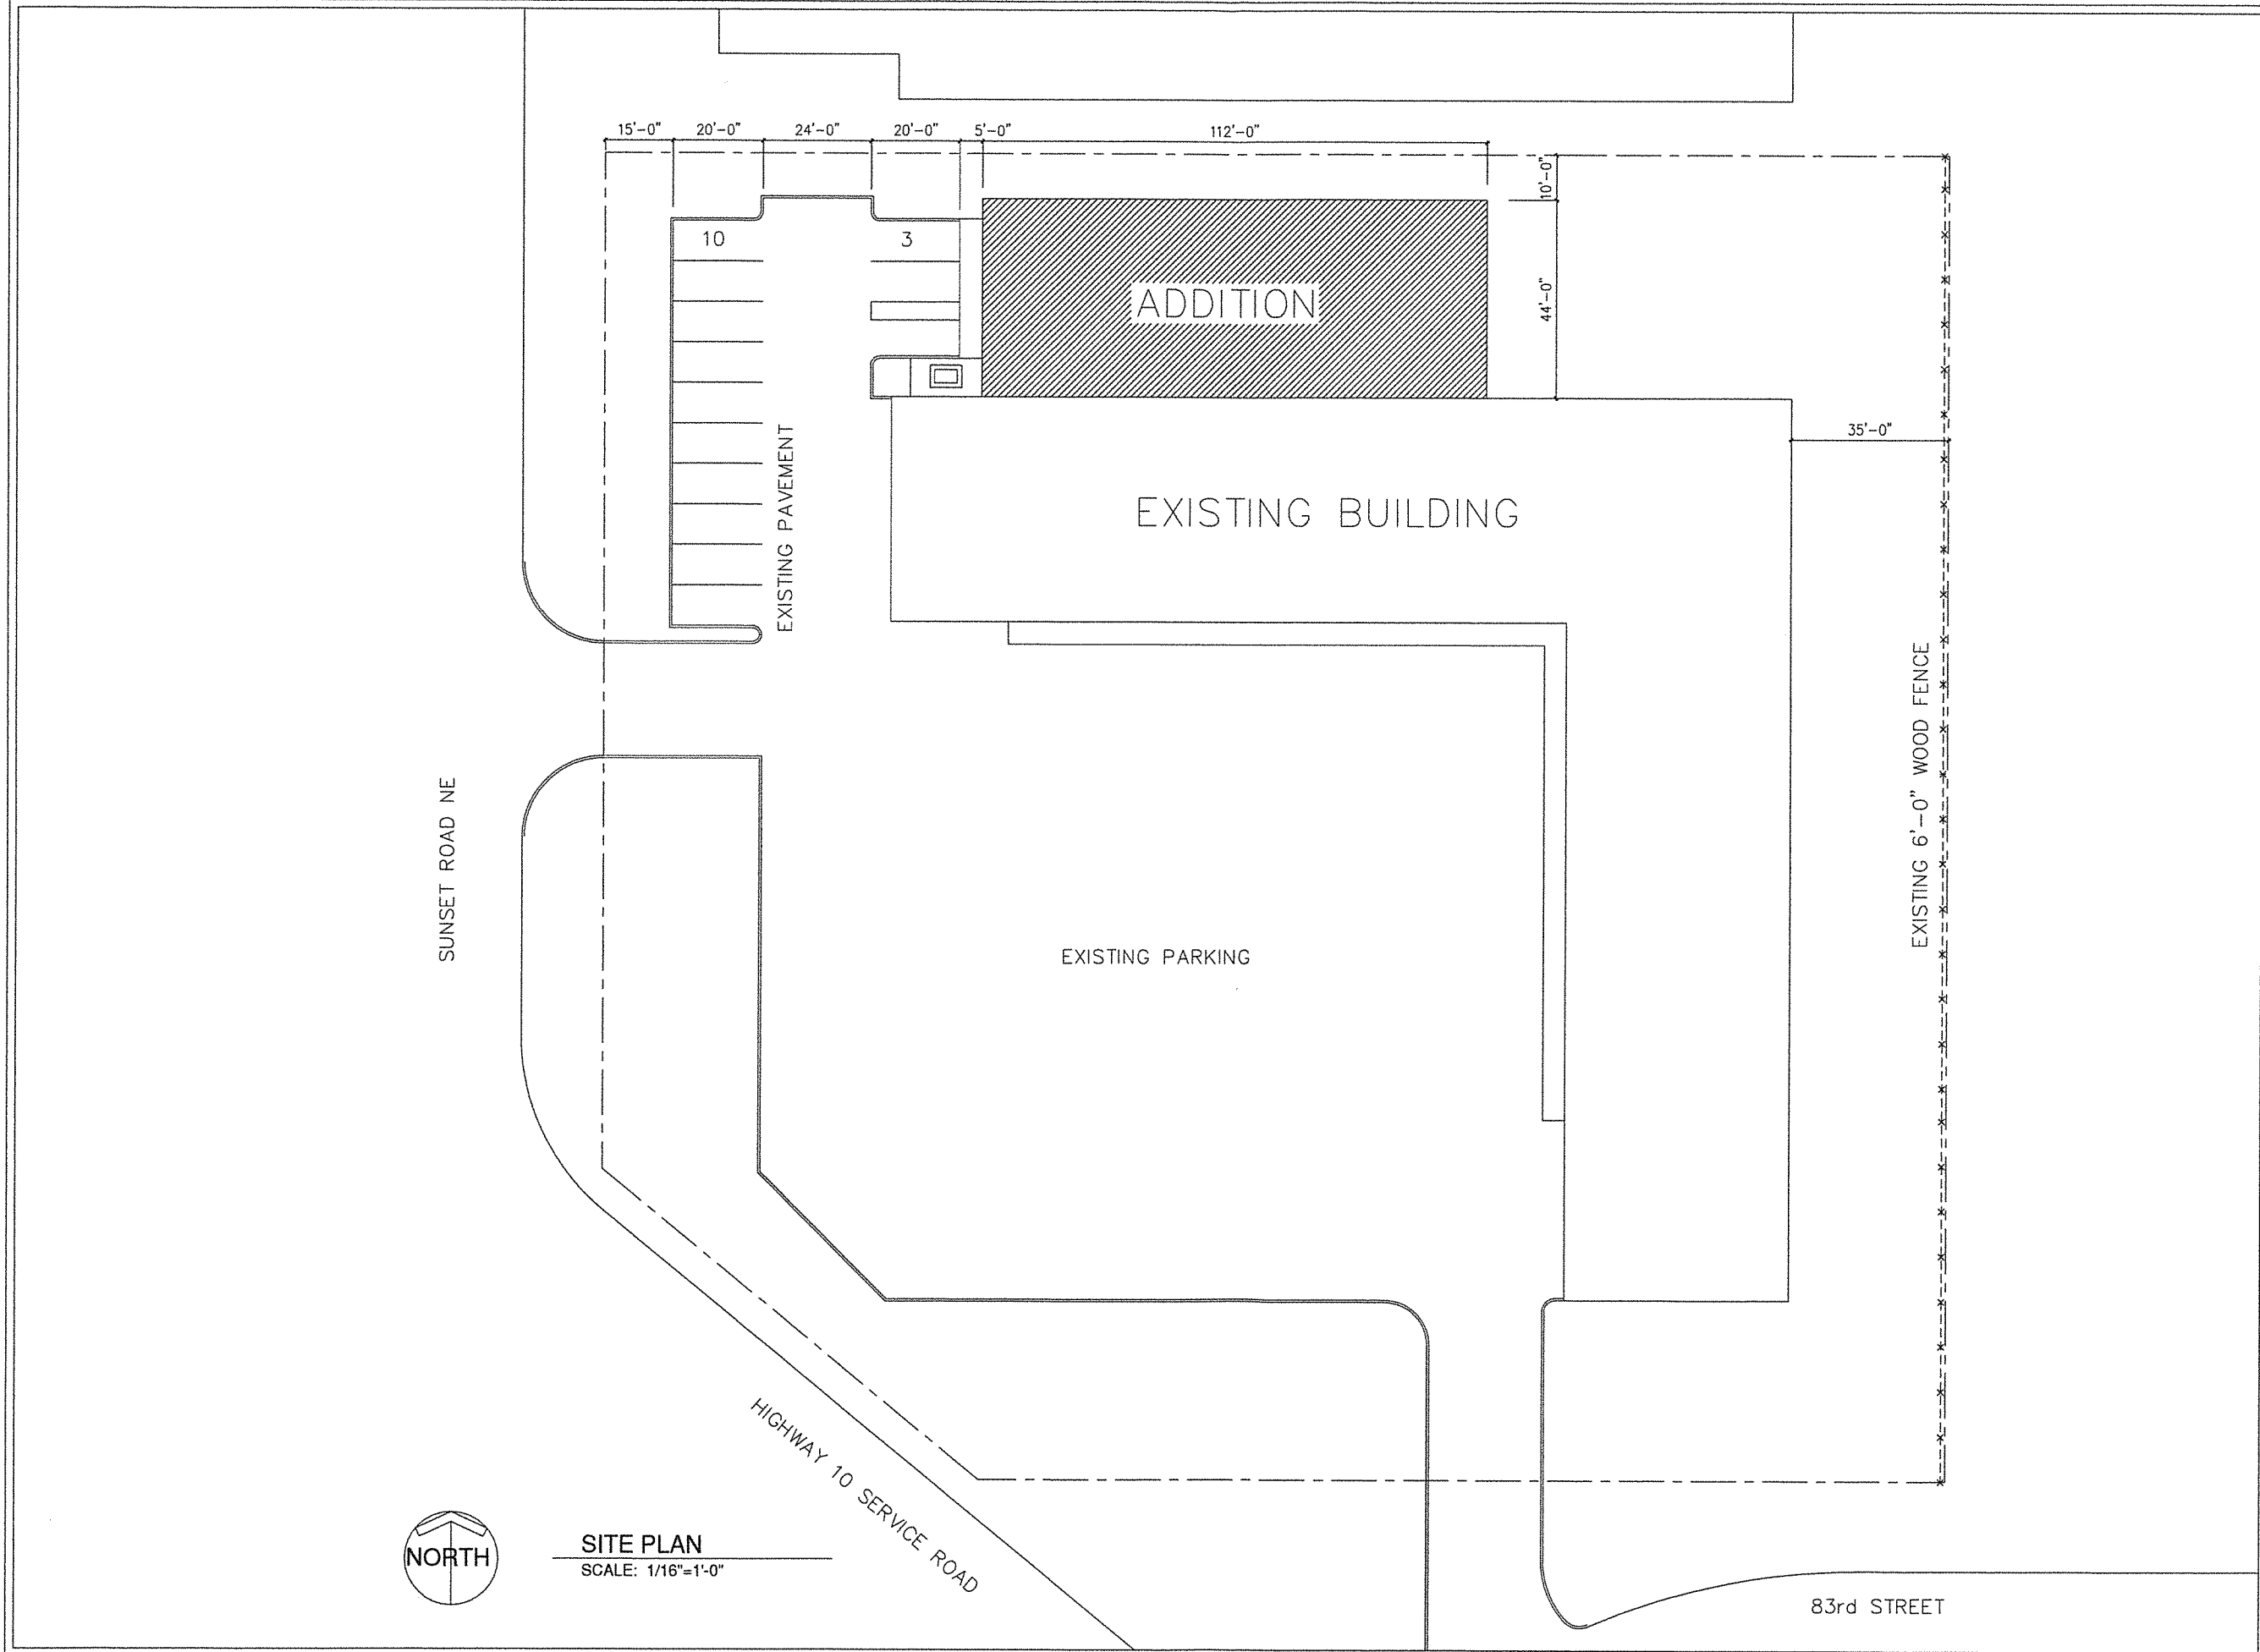 15'-0" 20'-0" 24'-0" 20'-0" 5'-0" 112'-0"
10'-0"
10 3
ADDITION
44'-0"
35'-0"
EXISTING PAVEMENT
EXISTING BUILDING
EXISTING 6'-0" WOOD FENCE
SUNSET ROAD NE
EXISTING PARKING
HIGHWAY 10 SERVICE ROAD
NORTH
SITE PLAN
SCALE: 1/16"=1'-0"
83rd STREET